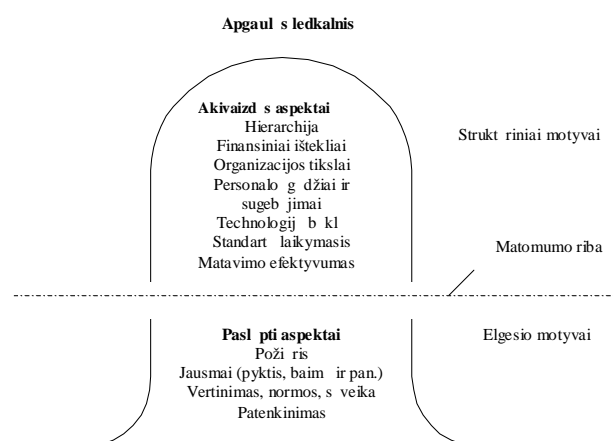 Apgaul s ledkalnis
Akivaizd s aspektai
Hierarchija
Finansiniai ištekliai
Organizacijos tikslai
Personalo g džiai ir
sugeb jimai
Technologij b kl
Standart laikymasis
Matavimo efektyvumas
Strukt riniai motyvai
Matomumo riba
Pasl pti aspektai
Poži ris
Jausmai (pyktis, baim ir pan.)
Vertinimas, normos, s veika
Patenkinimas
Elgesio motyvai